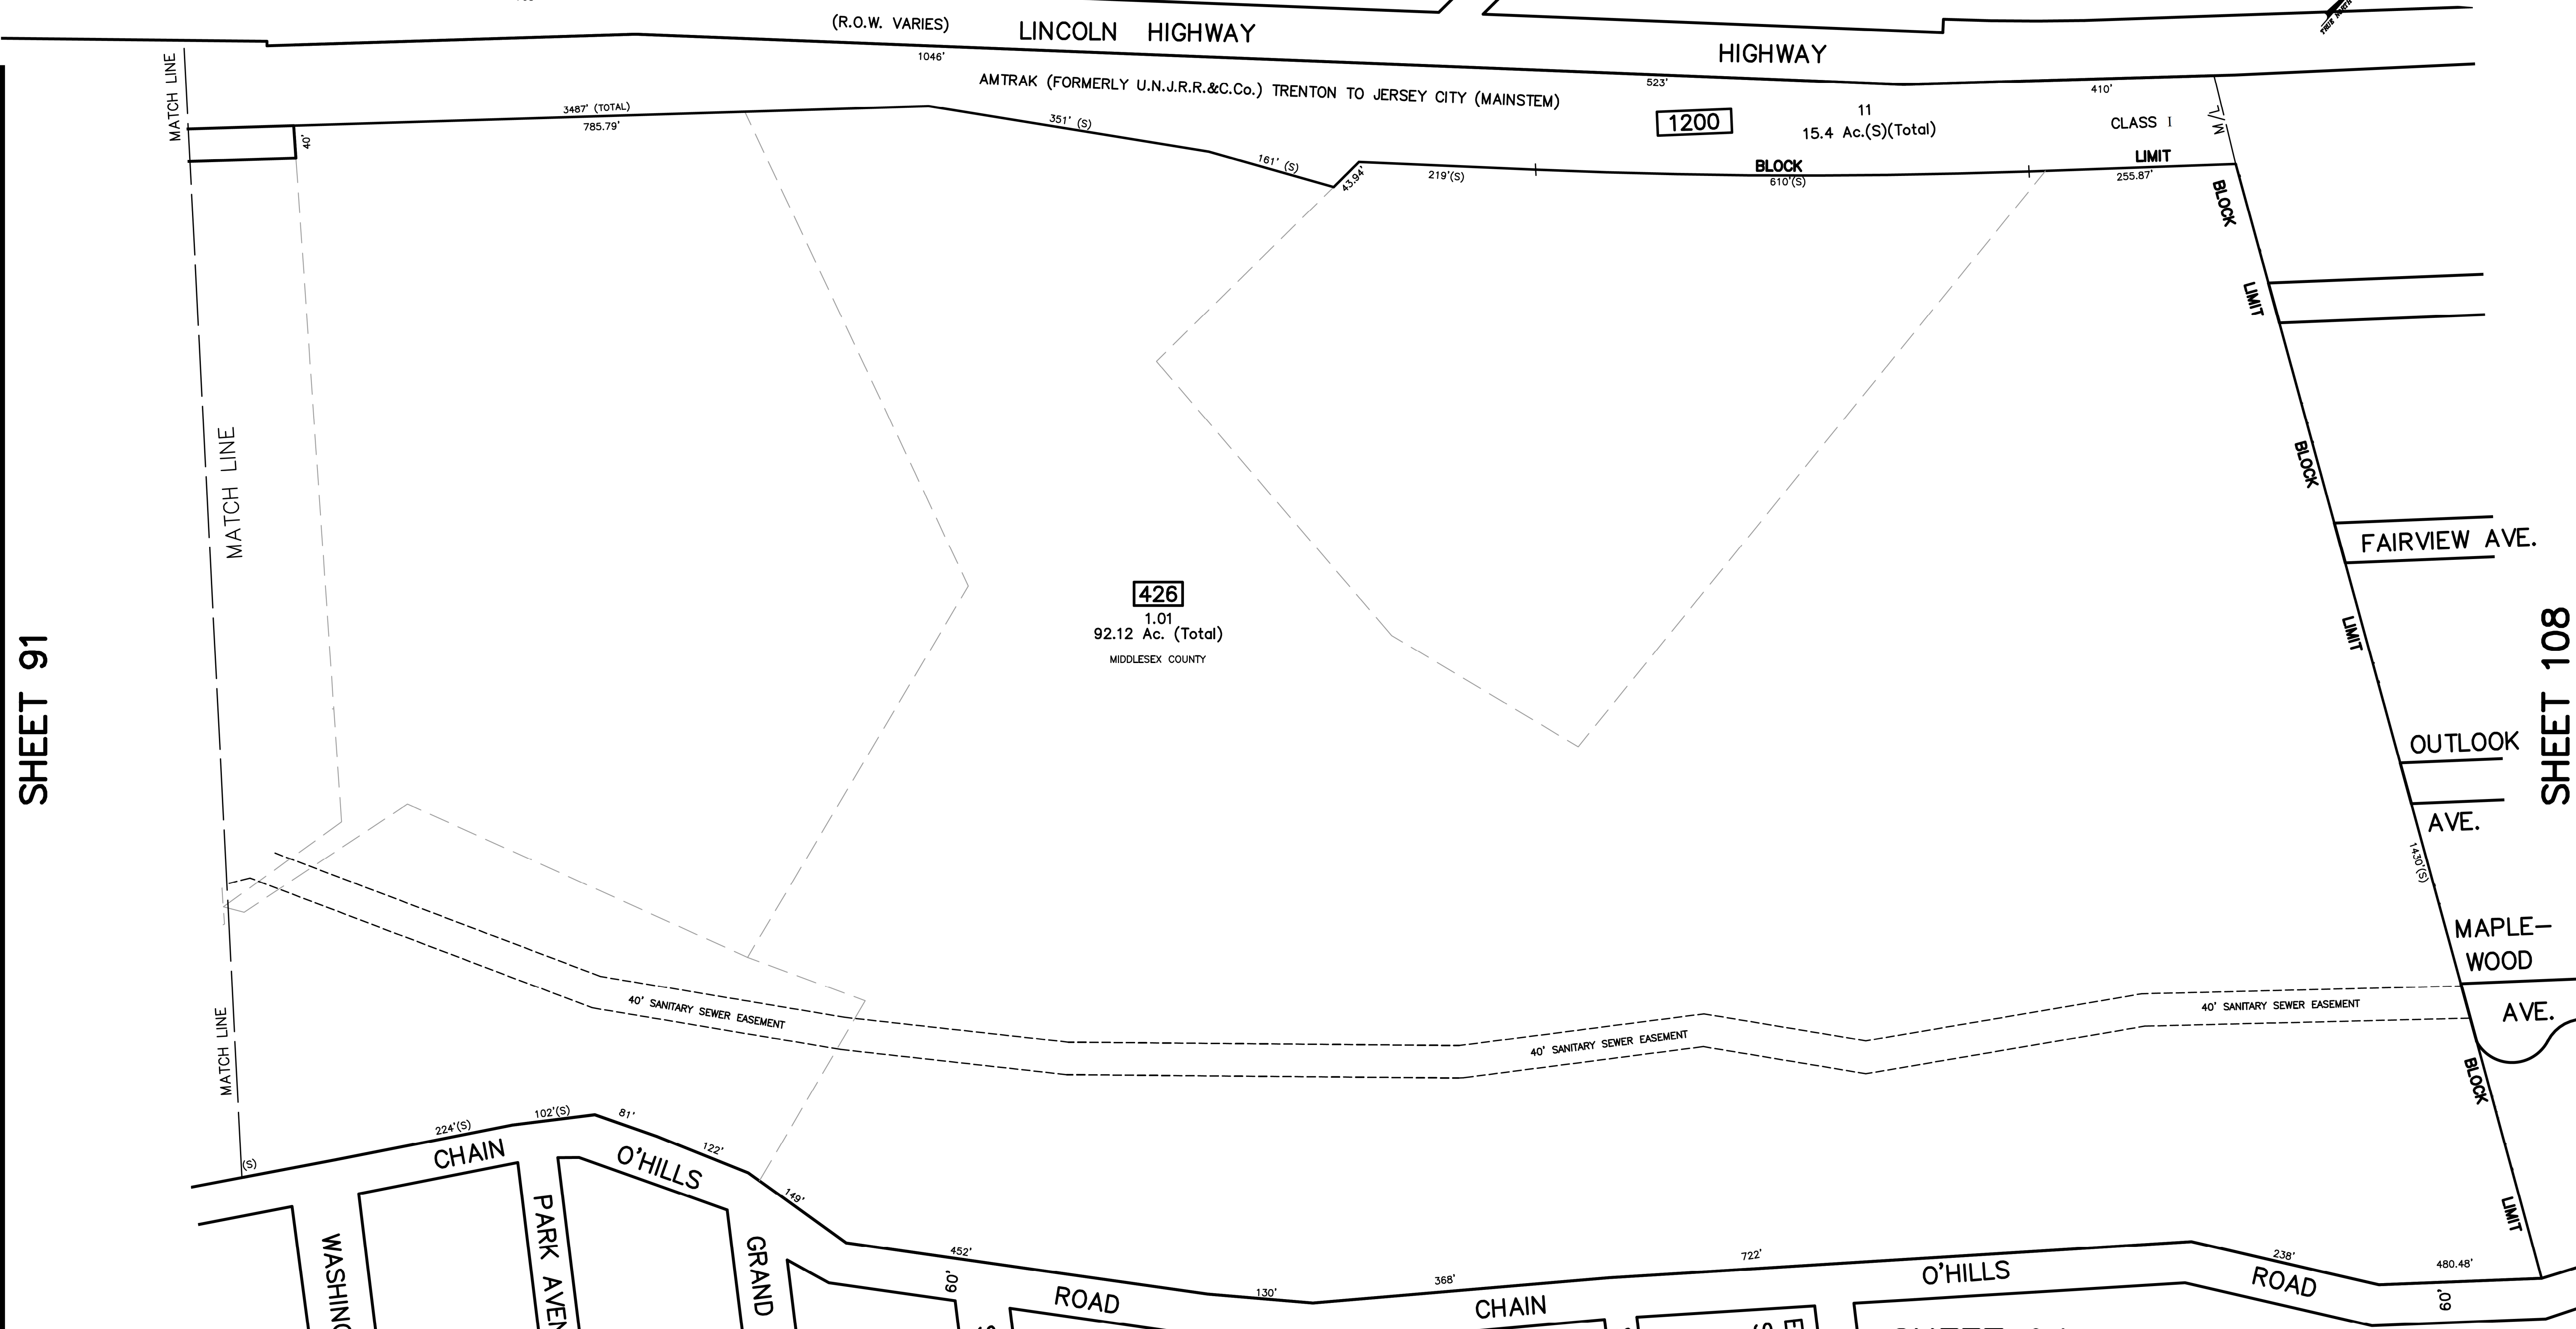 (R.O.W. VARIES)
LINCOLN HIGHWAY
HIGHWAY
TRUE NORTH
1046'
523'
410'
MATCH LINE
AMTRAK (FORMERLY U.N.J.R.R.&C.Co.) TRENTON TO JERSEY CITY (MAINSTEM)
3487' (TOTAL)
785.79'
40'
351' (S)
161' (S)
43.94'
219'(S)
1200
11
15.4 Ac.(S)(Total)
CLASS I
M/L
BLOCK
LIMIT
610'(S)
255.87'
BLOCK
LIMIT
BLOCK
LIMIT
MATCH LINE
FAIRVIEW AVE.
426
1.01
92.12 Ac. (Total)
MIDDLESEX COUNTY
SHEET 91
SHEET 108
OUTLOOK
AVE.
1430'(S)
MAPLE-
WOOD
AVE.
40' SANITARY SEWER EASEMENT
40' SANITARY SEWER EASEMENT
40' SANITARY SEWER EASEMENT
MATCH LINE
BLOCK
LIMIT
(S)
224'(S)
102'(S)
81'
122'
149'
CHAIN
O'HILLS
452'
60'
ROAD
130'
368'
722'
CHAIN
O'HILLS
238'
ROAD
480.48'
60'
WASHING
PARK AVEN
GRAND